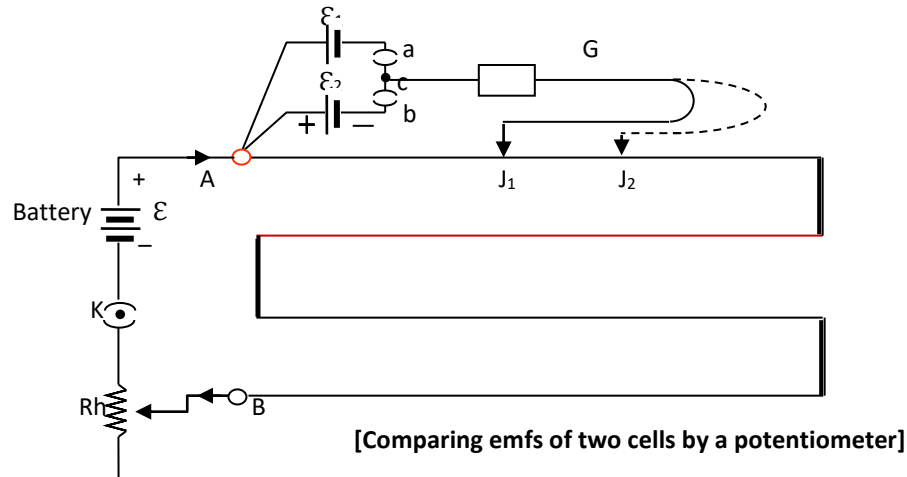 ε₁
a
G
ε₂
c
b
+ −
A
J₁ J₂
+
Battery ε
−
K
Rh
B
[Comparing emfs of two cells by a potentiometer]